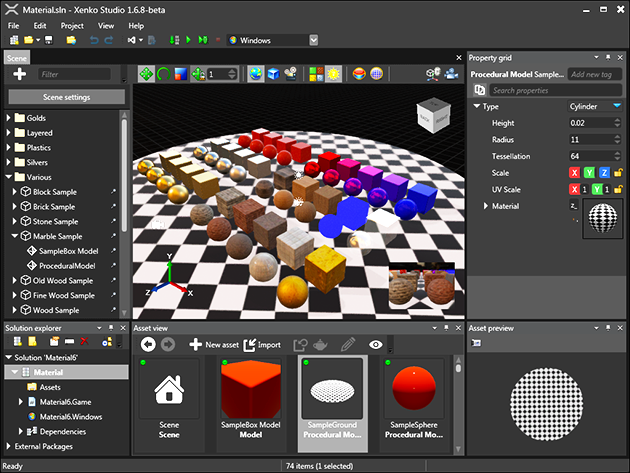 Material.sln - Xenko Studio 1.6.8-beta
File Edit Project View Help
Windows
Scene
Filter
Scene settings
Golds
Layered
Plastics
Silvers
Various
Block Sample
Brick Sample
Stone Sample
Marble Sample
SampleBox Model
ProceduralModel
Old Wood Sample
Fine Wood Sample
Wood Sample
1
Y
Z
X
Property grid
Procedural Model Sample...
Add new tag
Search properties
Type Cylinder
Height 0.02
Radius 11
Tessellation 64
Scale X Y Z
UV Scale X 1 Y 1
Material
Solution explorer
Solution 'Material6'
Material
Assets
Material6.Game
Material6.Windows
Dependencies
External Packages
Asset view
New asset Import
Scene
Scene
SampleBox Model
Model
SampleGround
Procedural Mo...
SampleSphere
Procedural Mo...
Asset preview
Ready
74 items (1 selected)